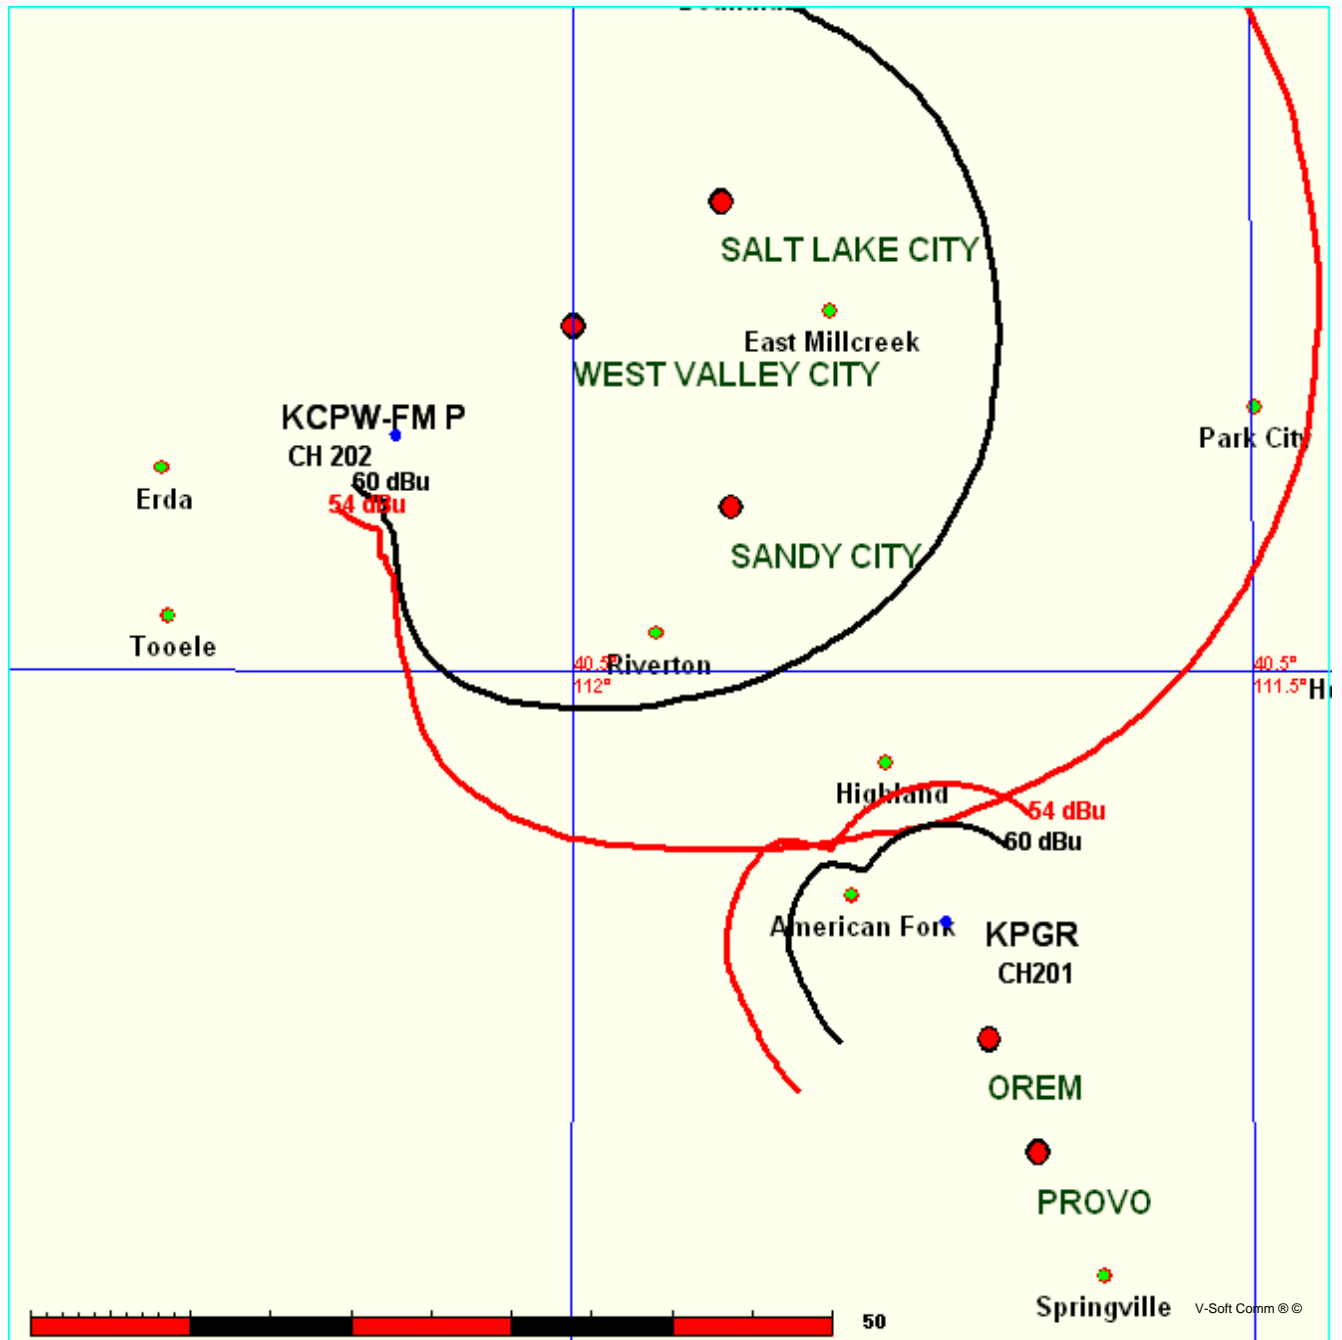 SALT LAKE CITY
East Millcreek
WEST VALLEY CITY
KCPW-FM P
CH 202
60 dBu
54 dBu
Park City
Erda
SANDY CITY
Tooele
Riverton
40.5°
112°
40.5°
111.5°
Highland
54 dBu
60 dBu
American Fork
KPGR
CH201
OREM
PROVO
Springville
V-Soft Comm ® ©
50